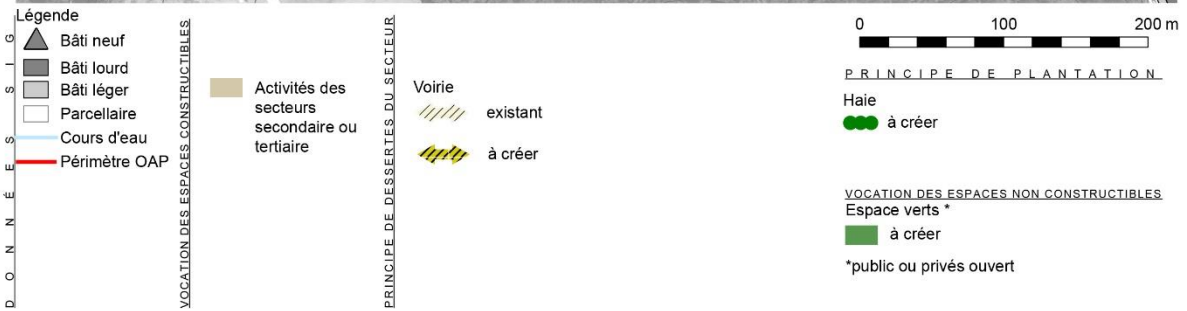 Légende
DONNÉES SIG
Bâti neuf
Bâti lourd
Bâti léger
Parcellaire
Cours d'eau
Périmètre OAP
VOCATION DES ESPACES CONSTRUCTIBLES
Activités des
secteurs
secondaire ou
tertiaire
PRINCIPE DE DESSERTES DU SECTEUR
Voirie
existant
à créer
0 100 200 m
PRINCIPE DE PLANTATION
Haie
à créer
VOCATION DES ESPACES NON CONSTRUCTIBLES
Espace verts *
à créer
*public ou privés ouvert